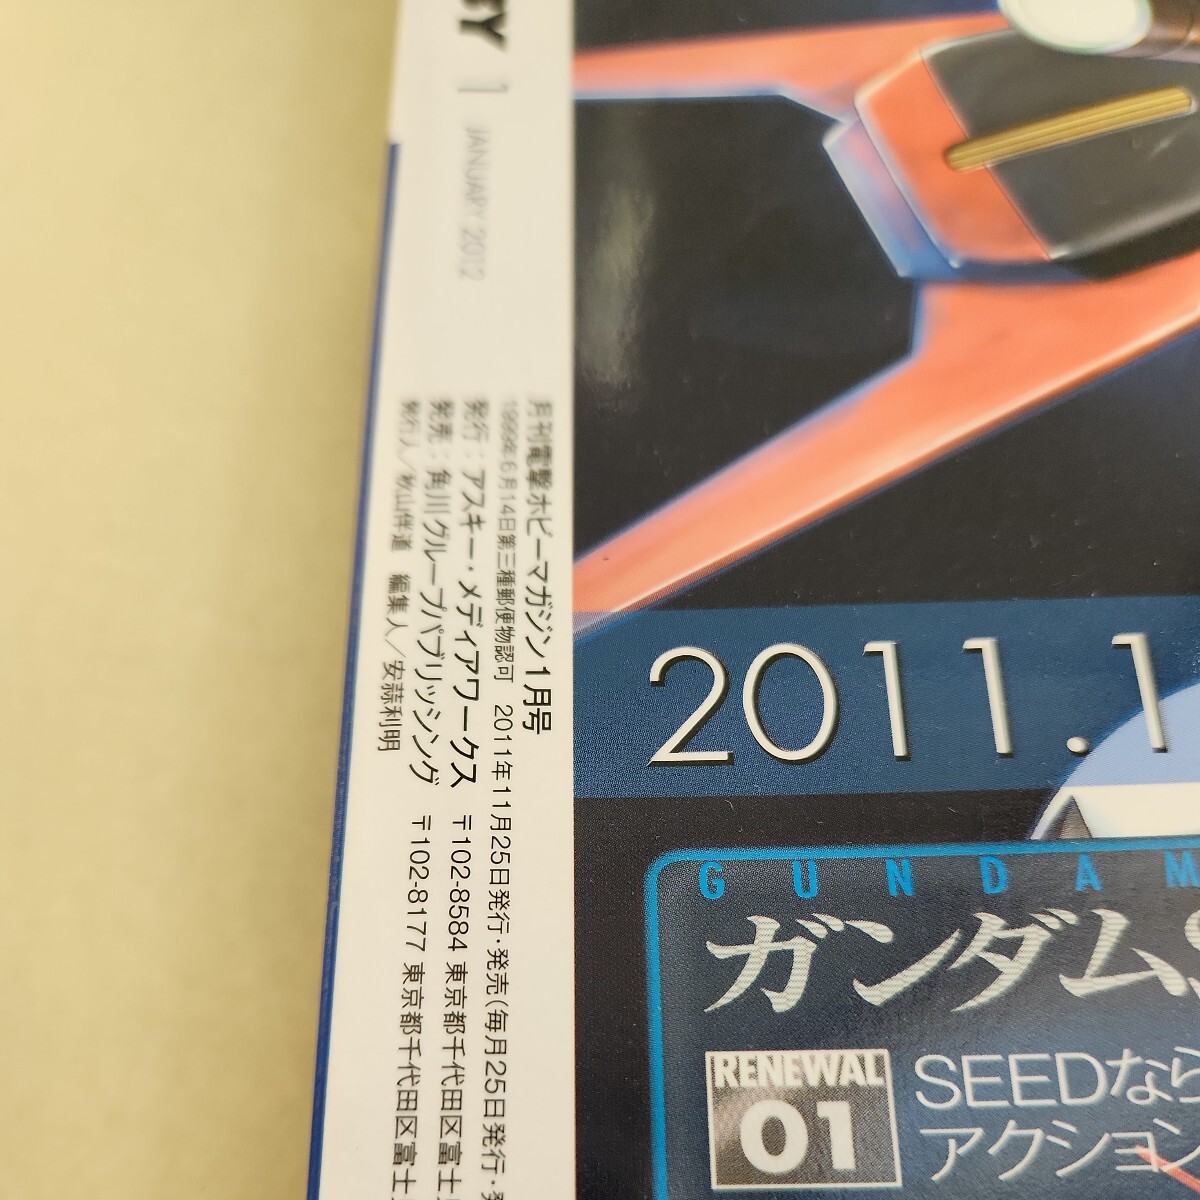 BY
1
JANUARY 2012
月刊電撃ホビーマガジン1月号
1999年6月14日第三種郵便物認可 2011年11月25日発行・発売(毎月25日発行・
発行:アスキー・メディアワークス 〒102-8584 東京都千代田区富士
発売:角川グループパブリッシング 〒102-8177 東京都千代田区富士
発行人/秋山伴道 編集人/安蒜利明
2011.1
GUNDAM
ガンダム
RENEWAL
01
SEEDなら
アクション